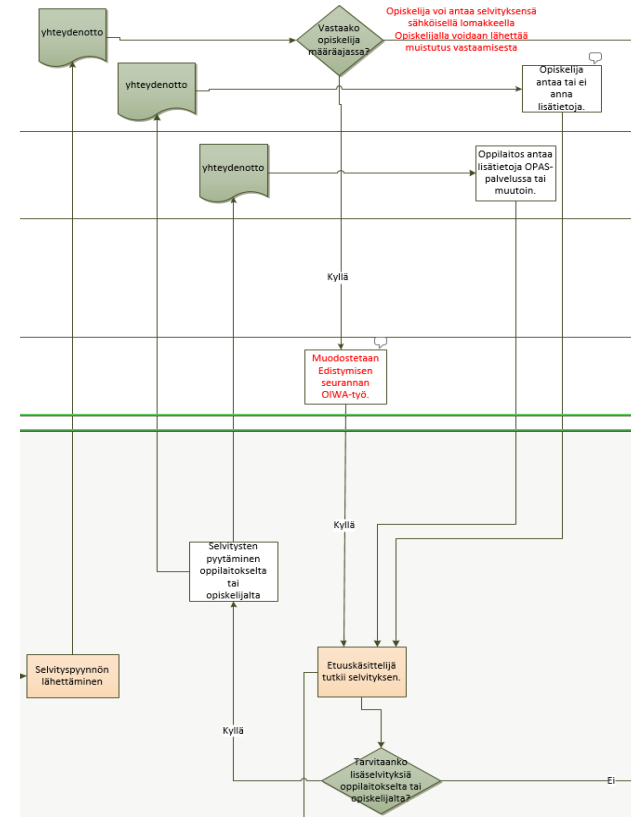 yhteydenotto
Vastaako
opiskelija
määräajassa?
Opiskelija voi antaa selvityksensä
sähköisellä lomakkeella
Opiskelijalla voidaan lähettää
muistutus vastaamisesta
yhteydenotto
Opiskelija
antaa tai ei
anna
lisätietoja.
yhteydenotto
Oppilaitos antaa
lisätietoja OPAS-
palvelussa tai
muutoin.
Kyllä
Muodostetaan
Edistymisen
seurannan
OIWA-työ.
Kyllä
Selvitysten
pyytäminen
oppilaitokselta
tai
opiskelijalta
Selvityspyynnön
lähettäminen
Etuuskäsittelijä
tutkii selvityksen.
Kyllä
Tarvitaanko
lisäselvityksiä
oppilaitokselta tai
opiskelijalta?
Ei